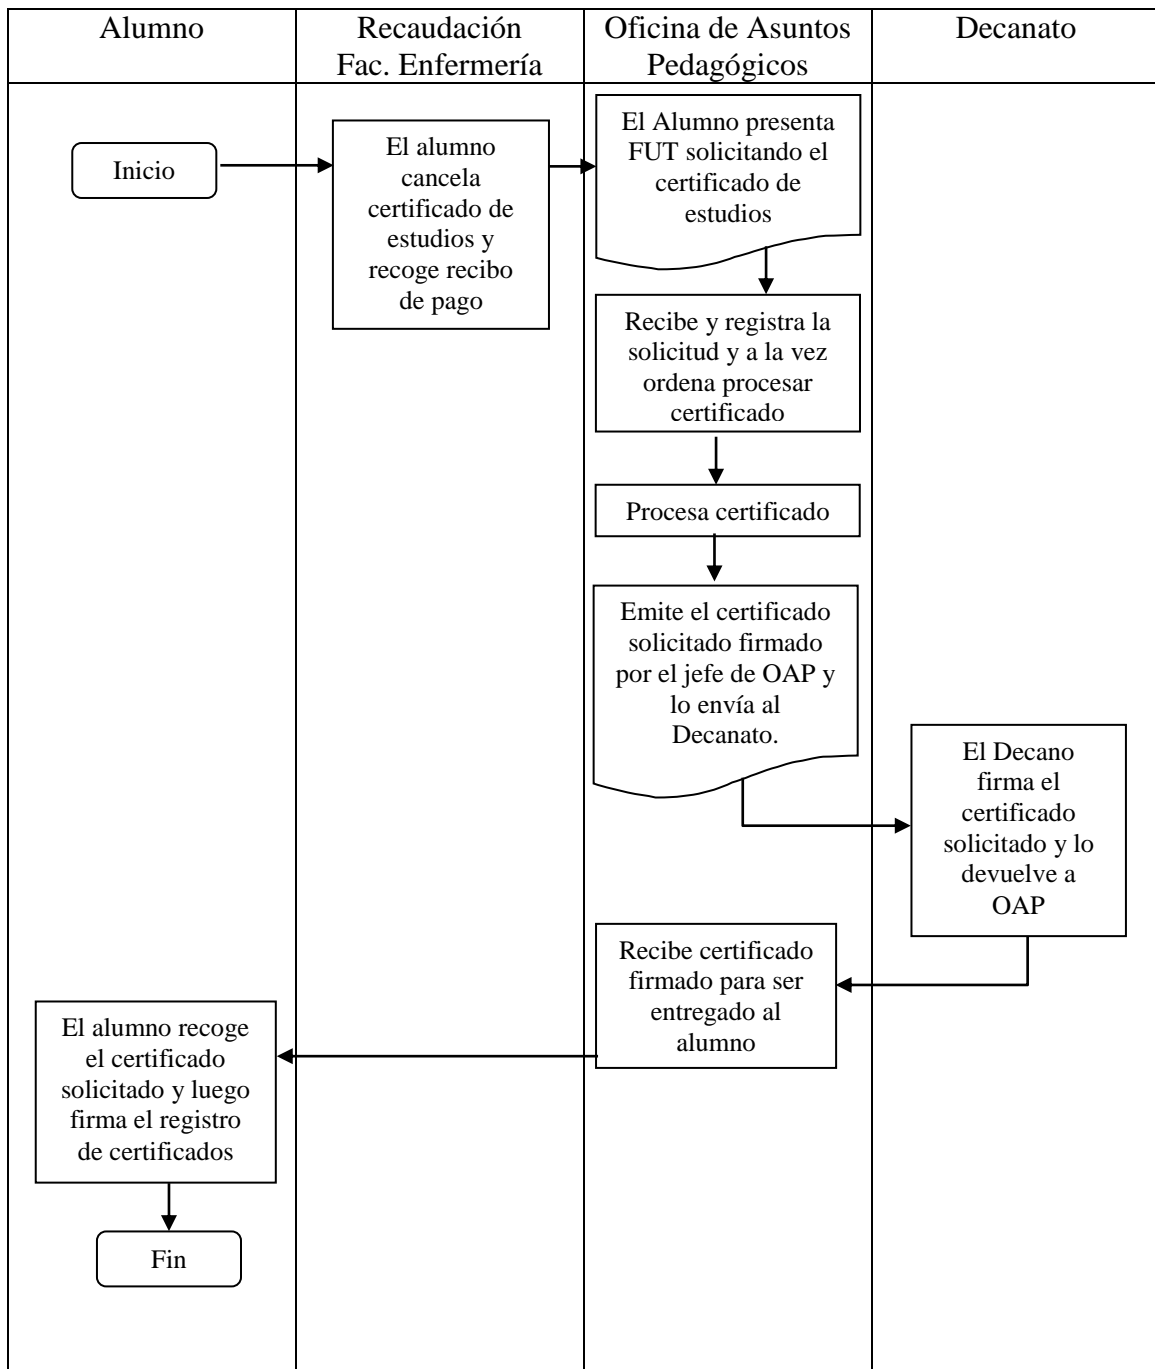 Alumno
Recaudación
Fac. Enfermería
Oficina de Asuntos
Pedagógicos
Decanato
Inicio
El alumno
cancela
certificado de
estudios y
recoge recibo
de pago
El Alumno presenta
FUT solicitando el
certificado de
estudios
Recibe y registra la
solicitud y a la vez
ordena procesar
certificado
Procesa certificado
Emite el certificado
solicitado firmado
por el jefe de OAP y
lo envía al
Decanato.
El Decano
firma el
certificado
solicitado y lo
devuelve a
OAP
Recibe certificado
firmado para ser
entregado al
alumno
El alumno recoge
el certificado
solicitado y luego
firma el registro
de certificados
Fin